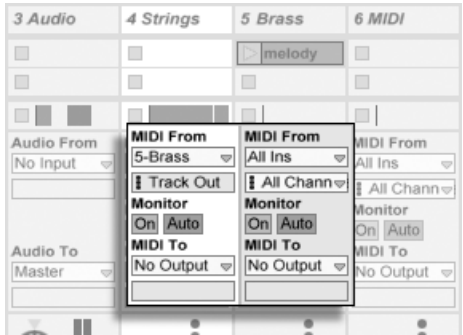 3 Audio 4 Strings 5 Brass 6 MIDI
melody
Audio From MIDI From MIDI From MIDI From
No Input 5-Brass All Ins All Ins
Track Out All Chann All Chann
Monitor Monitor Monitor
On Auto On Auto On Auto
Audio To MIDI To MIDI To MIDI To
Master No Output No Output No Output